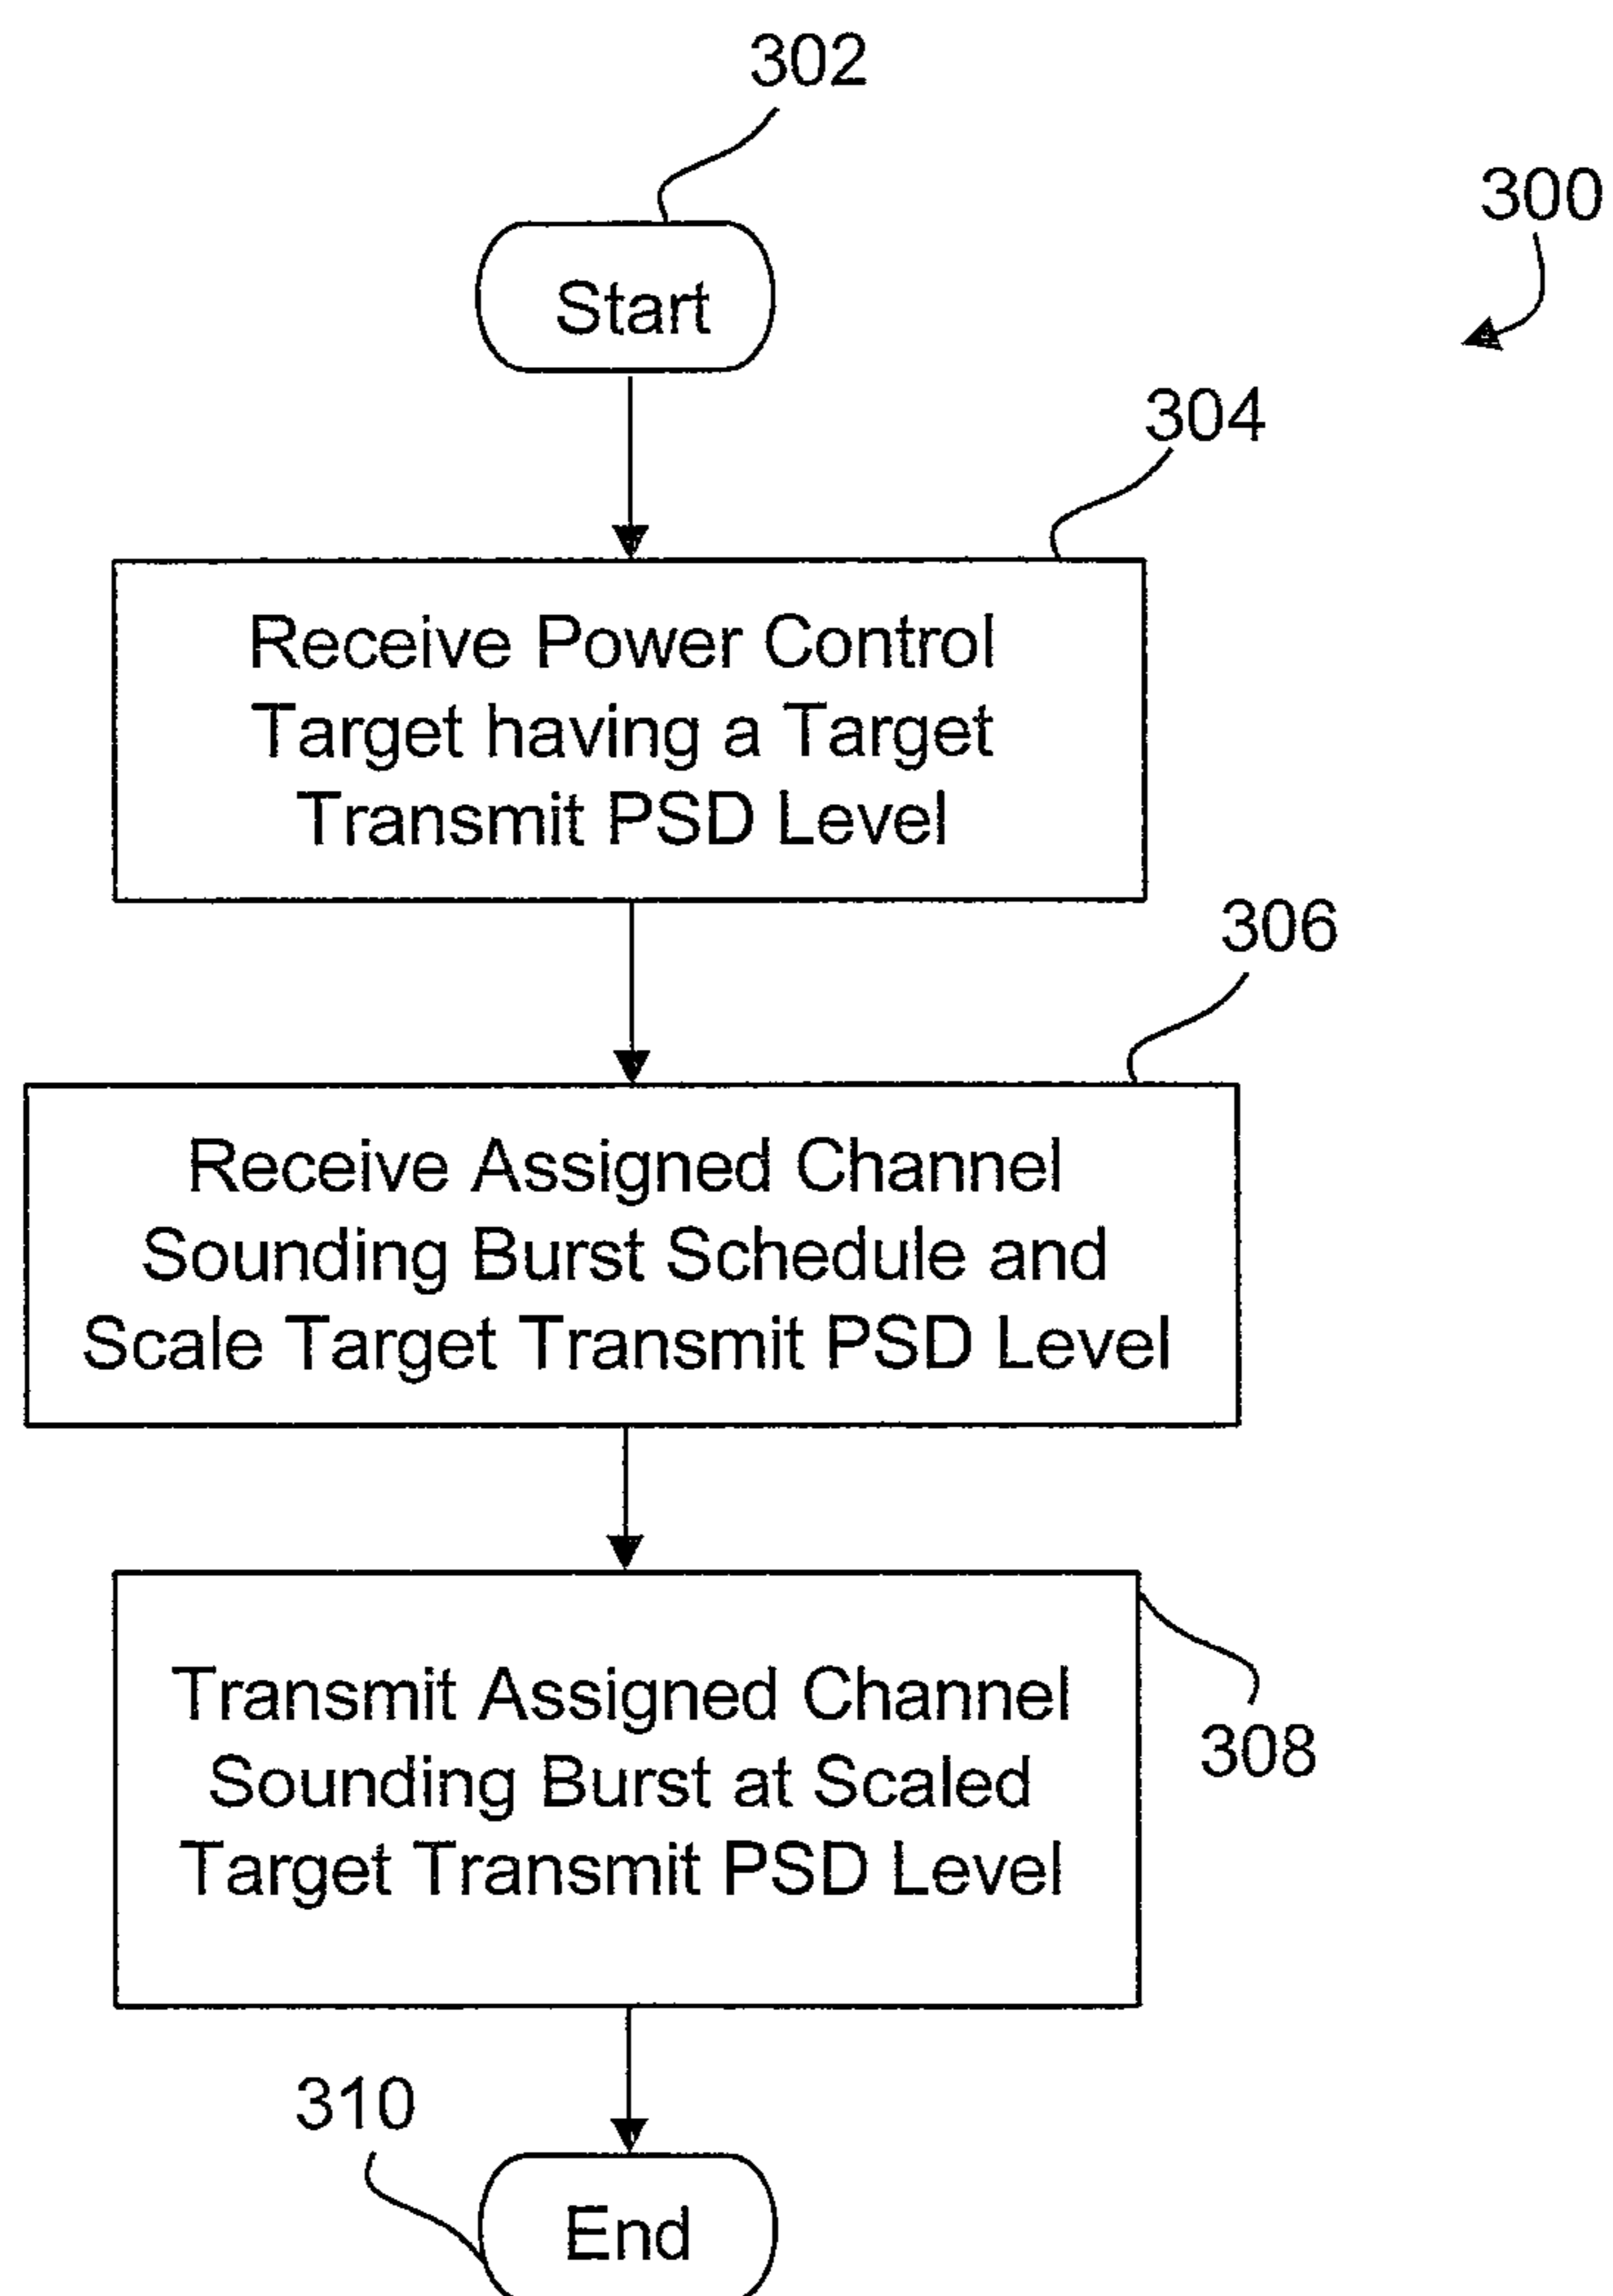 302
300
Start
304
Receive Power Control
Target having a Target
Transmit PSD Level
306
Receive Assigned Channel
Sounding Burst Schedule and
Scale Target Transmit PSD Level
Transmit Assigned Channel
Sounding Burst at Scaled
Target Transmit PSD Level
308
310
End